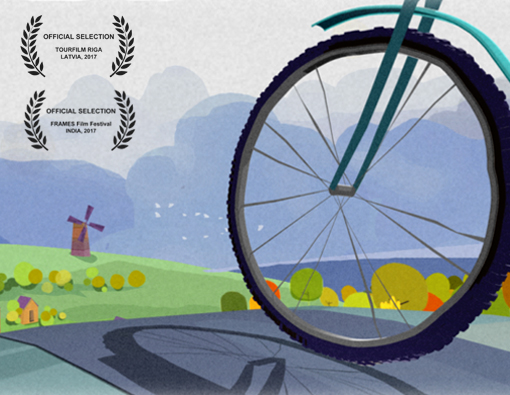 OFFICIAL SELECTION
TOURFILM RIGA
LATVIA, 2017
OFFICIAL SELECTION
FRAMES Film Festival
INDIA, 2017